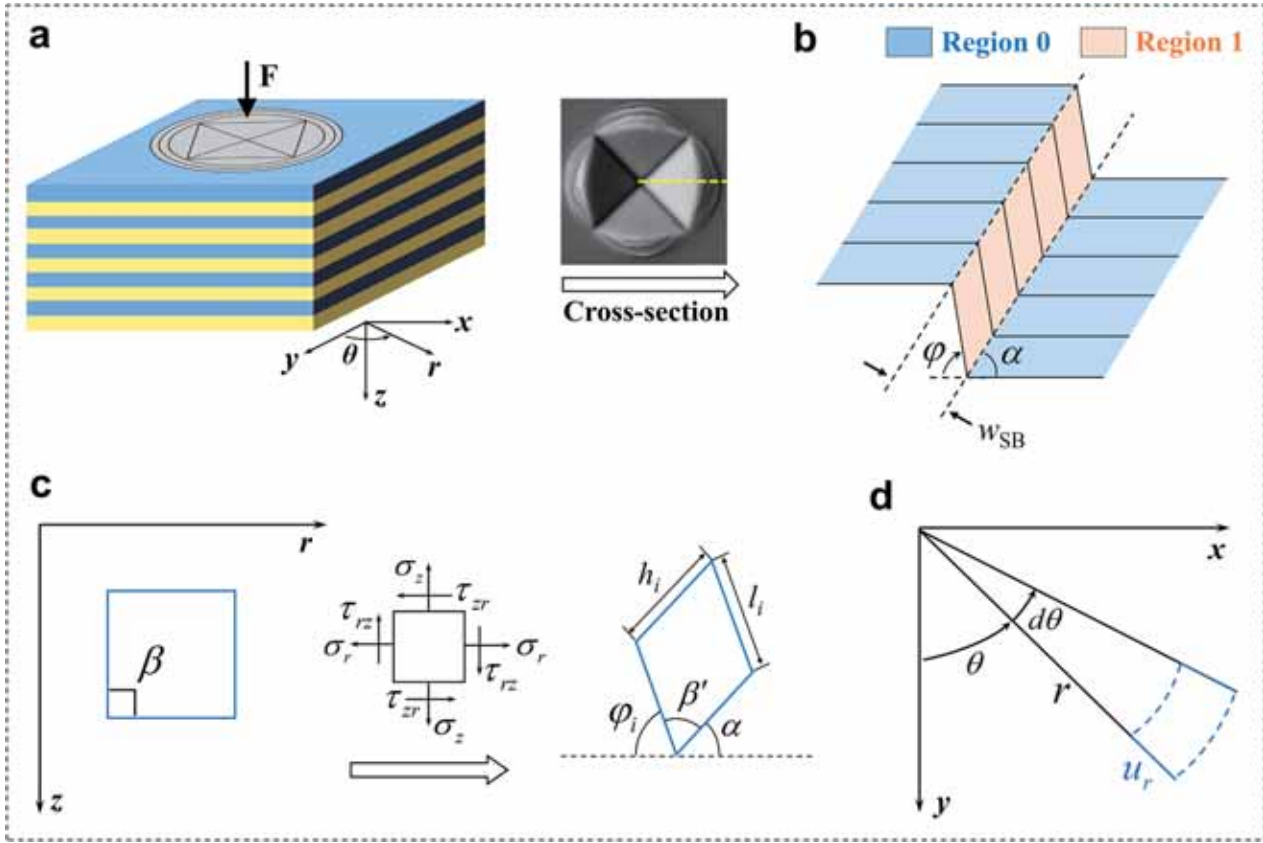 a
F
x
y
θ
r
z
Cross-section
b
Region 0
Region 1
φ
α
w_SB
c
r
β
z
σ_z
τ_zr
τ_rz
σ_r
σ_r
τ_rz
τ_zr
σ_z
h_i
l_i
φ_i
β′
α
d
x
θ
dθ
r
u_r
y